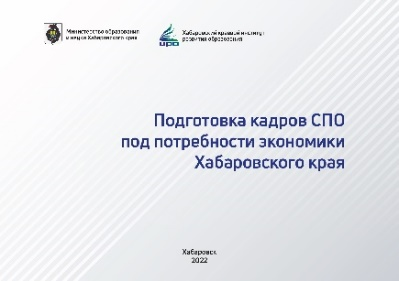 Министерство образования
и науки Хабаровского края
Хабаровский краевой институт
развития образования
ИРО
Подготовка кадров СПО
под потребности экономики
Хабаровского края
Хабаровск
2022